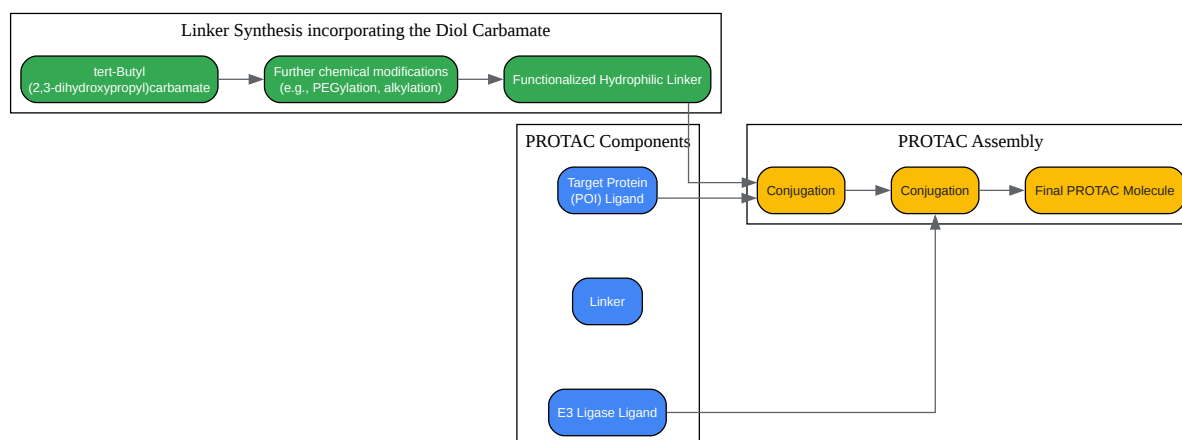 Linker Synthesis incorporating the Diol Carbamate
tert-Butyl
(2,3-dihydroxypropyl)carbamate
Further chemical modifications
(e.g., PEGylation, alkylation)
Functionalized Hydrophilic Linker
PROTAC Components
Target Protein
(POI) Ligand
Linker
E3 Ligase Ligand
PROTAC Assembly
Conjugation
Conjugation
Final PROTAC Molecule